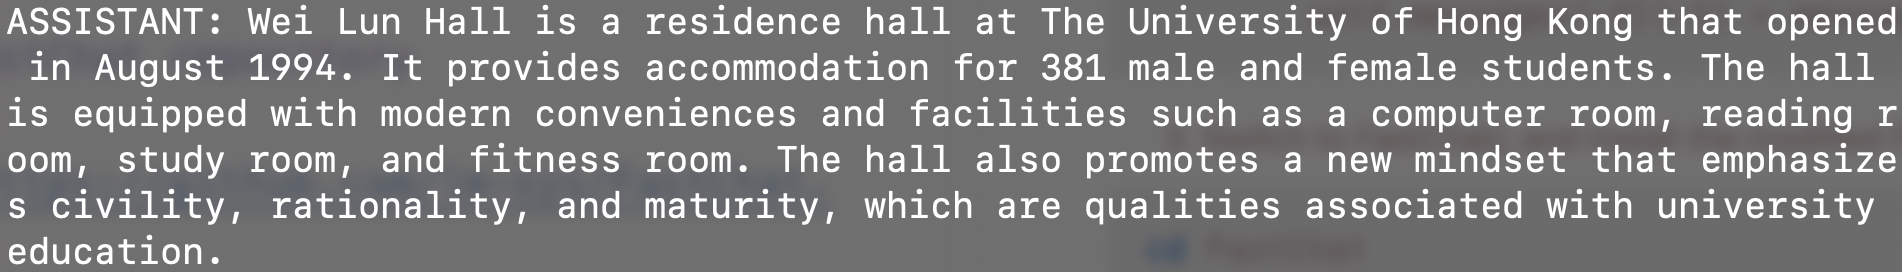 ASSISTANT: Wei Lun Hall is a residence hall at The University of Hong Kong that opened
in August 1994. It provides accommodation for 381 male and female students. The hall
is equipped with modern conveniences and facilities such as a computer room, reading r
oom, study room, and fitness room. The hall also promotes a new mindset that emphasize
s civility, rationality, and maturity, which are qualities associated with university
education.